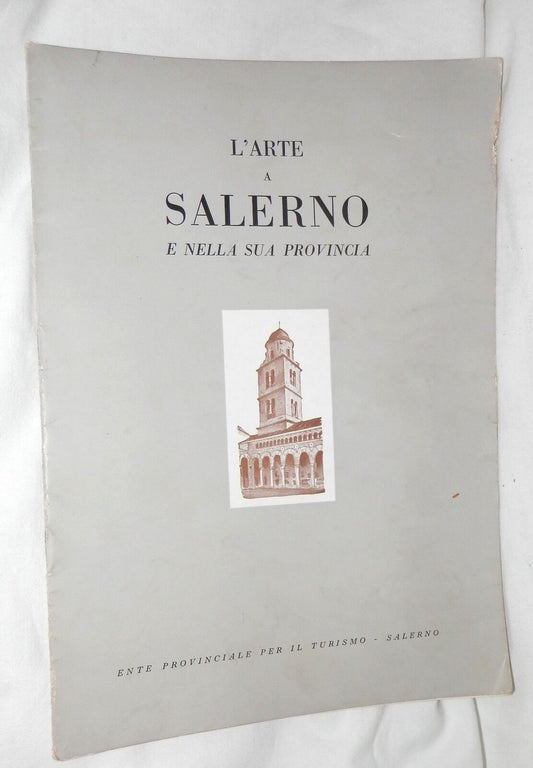 L'ARTE
A
SALERNO
E NELLA SUA PROVINCIA
ENTE PROVINCIALE PER IL TURISMO - SALERNO